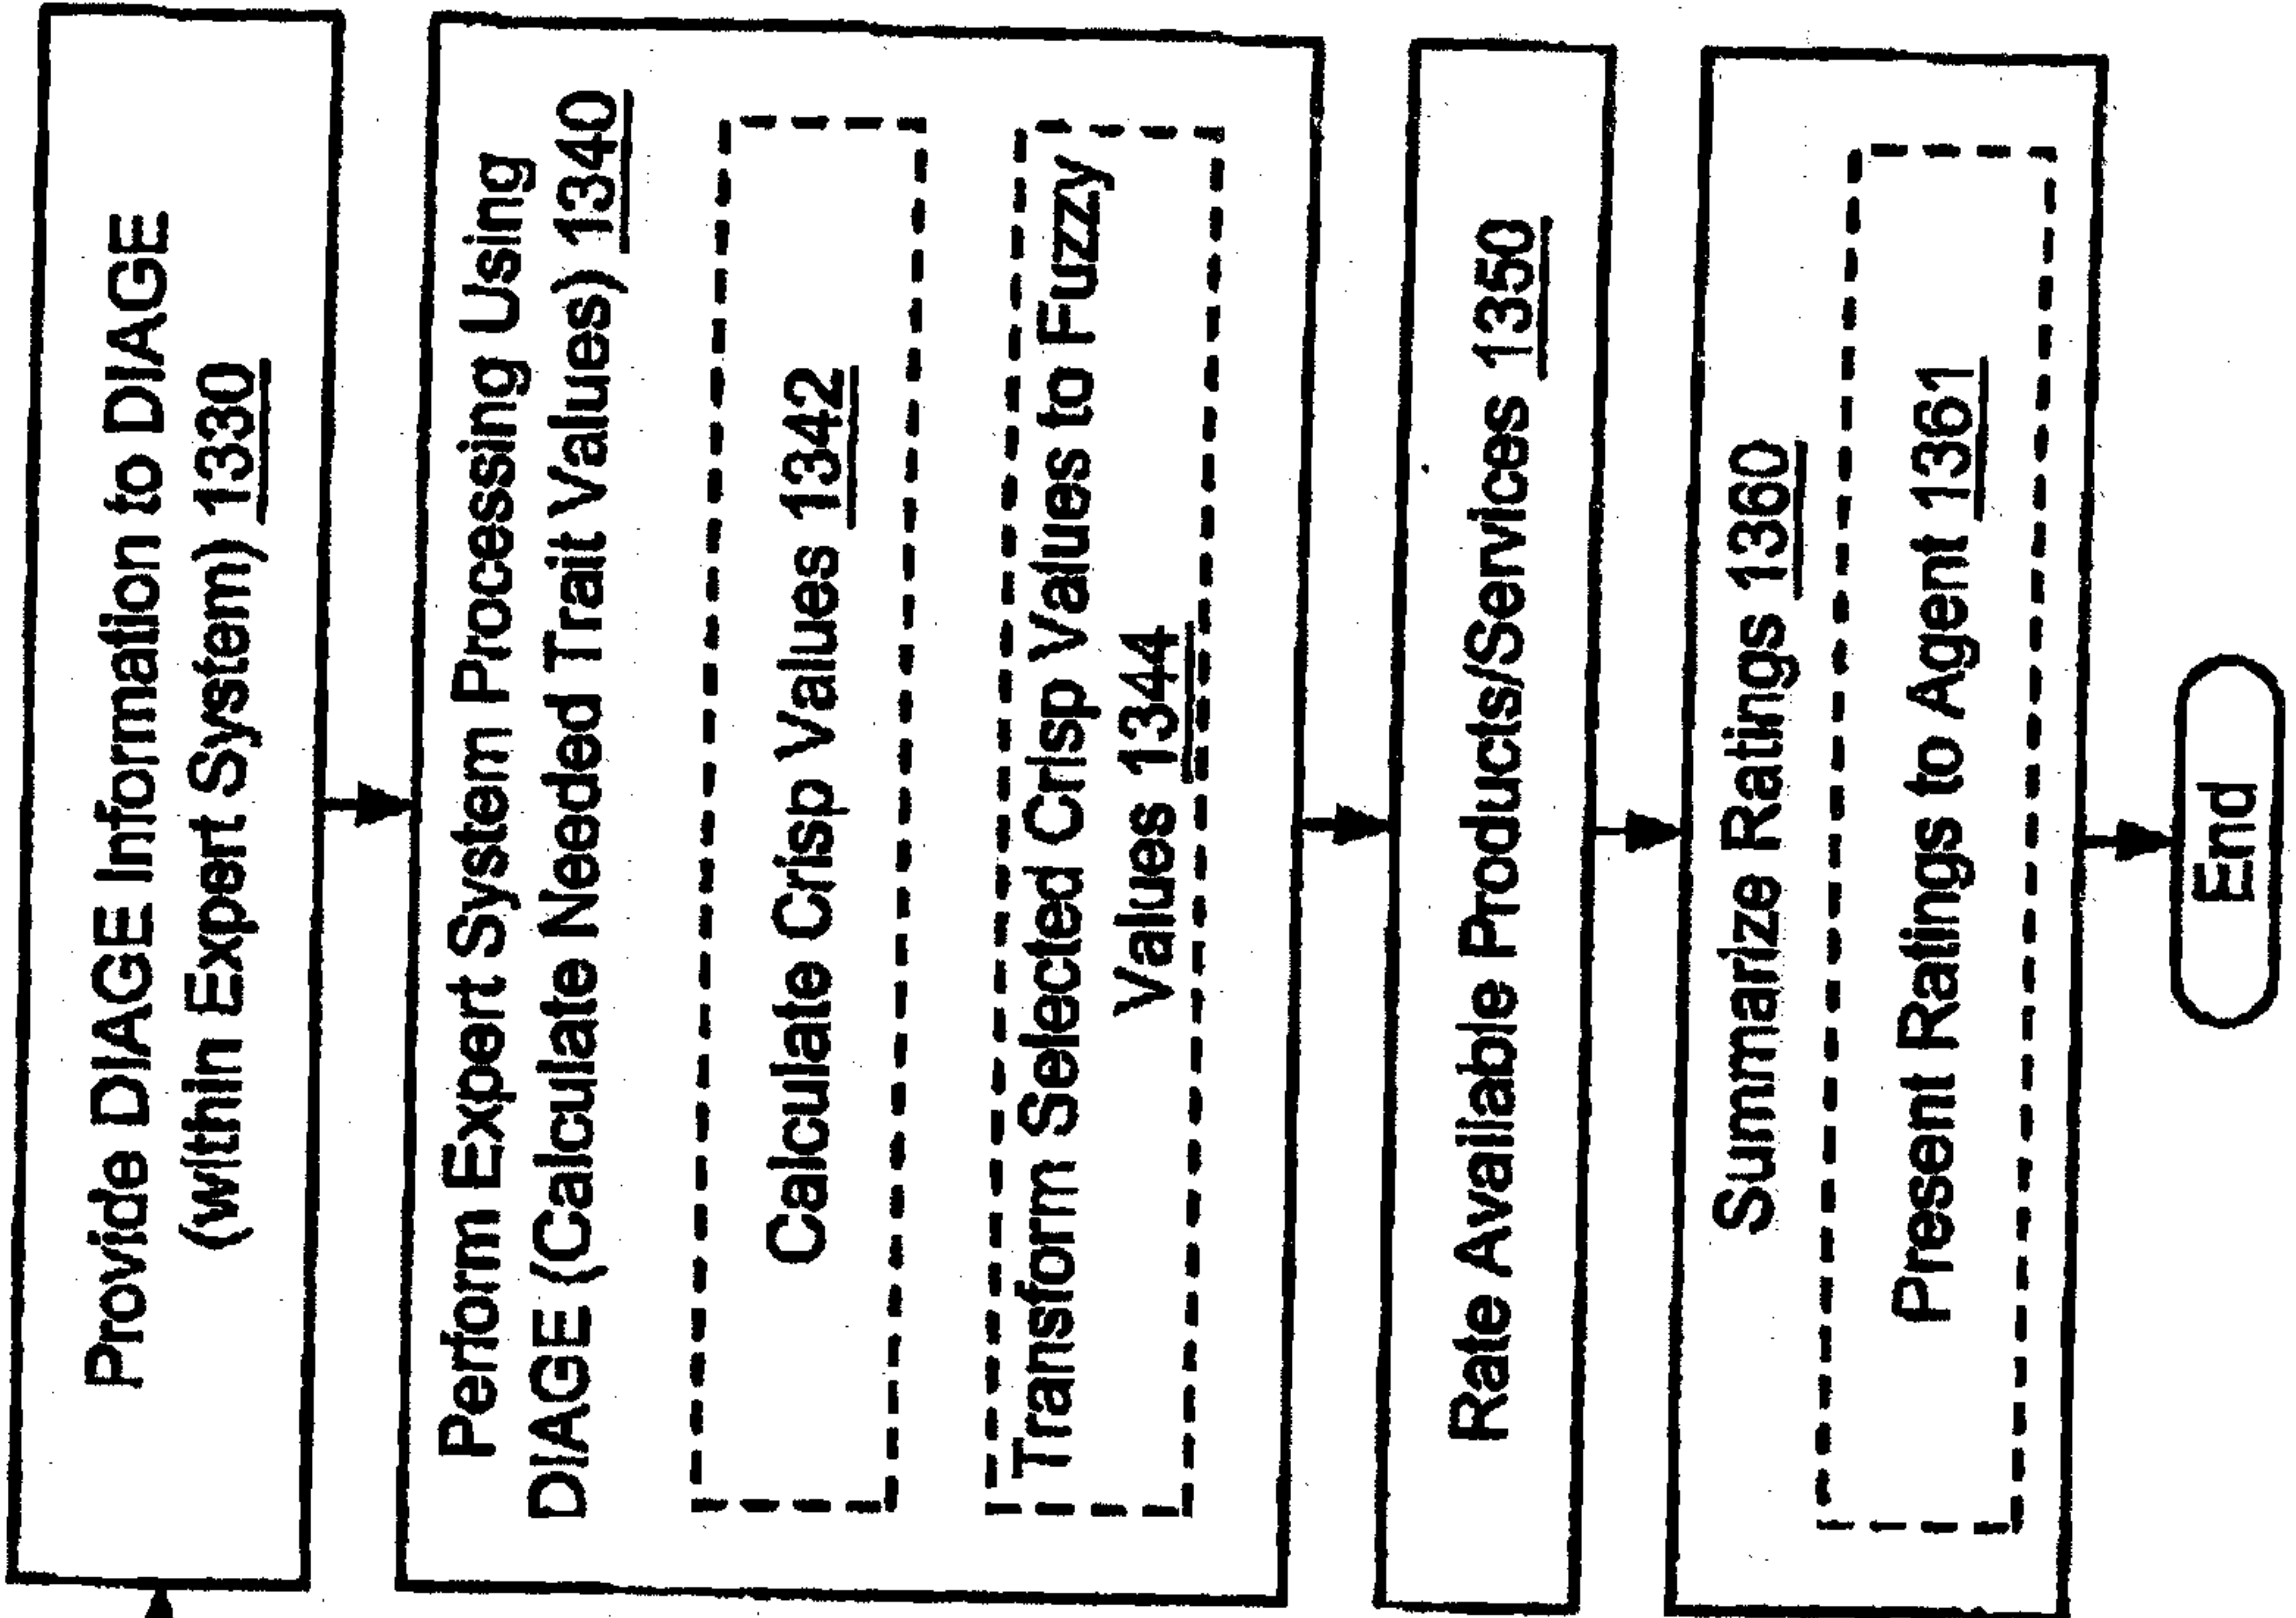 Provide DIAGE Information to DIAGE
(within Expert System) 1330
Perform Expert System Processing Using
DIAGE (Calculate Needed Trait Values) 1340
Calculate Crisp Values 1342
Transform Selected Crisp Values to Fuzzy
Values 1344
Rate Available Products/Services 1350
Summarize Ratings 1360
Present Ratings to Agent 1361
End